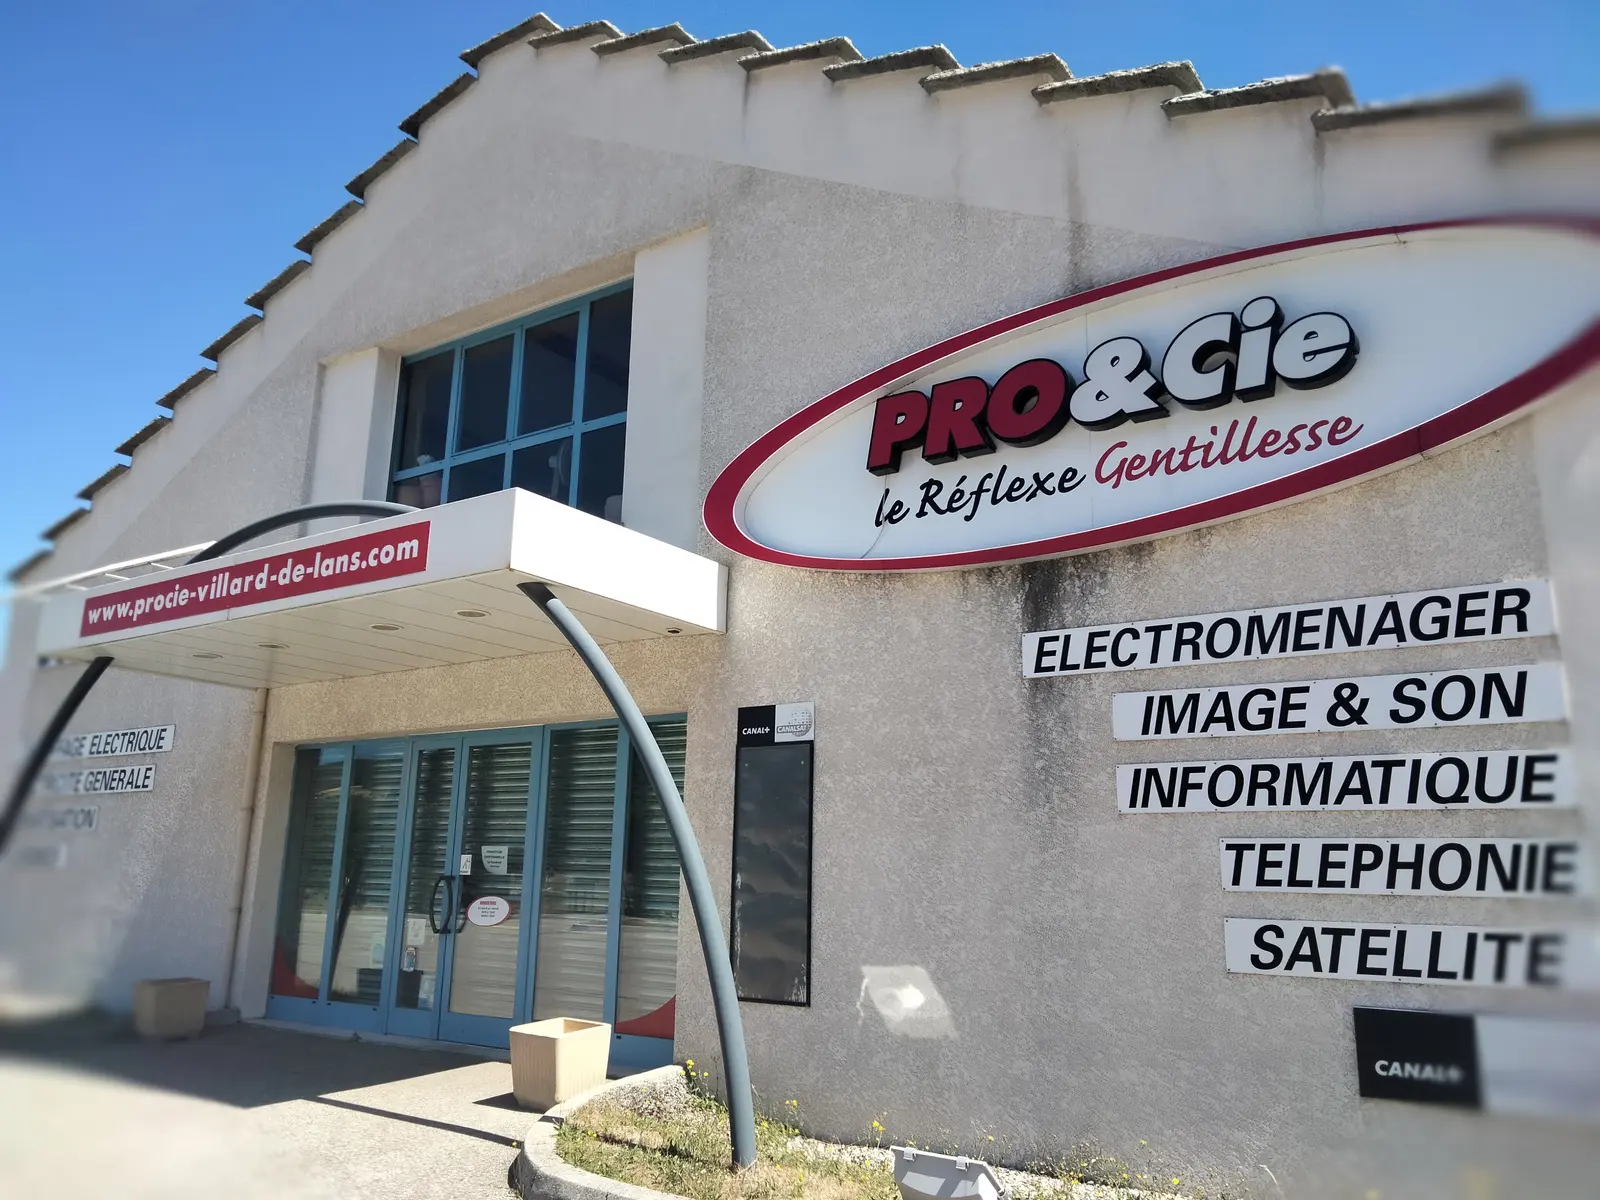 PRO&Cie
le Réflexe Gentillesse
www.procie-villard-de-lans.com
ELECTROMENAGER
IMAGE & SON
INFORMATIQUE
TELEPHONIE
SATELLITE
CANAL+ CANALSAT
ELECTRIQUE
GENERALE
CANAL+